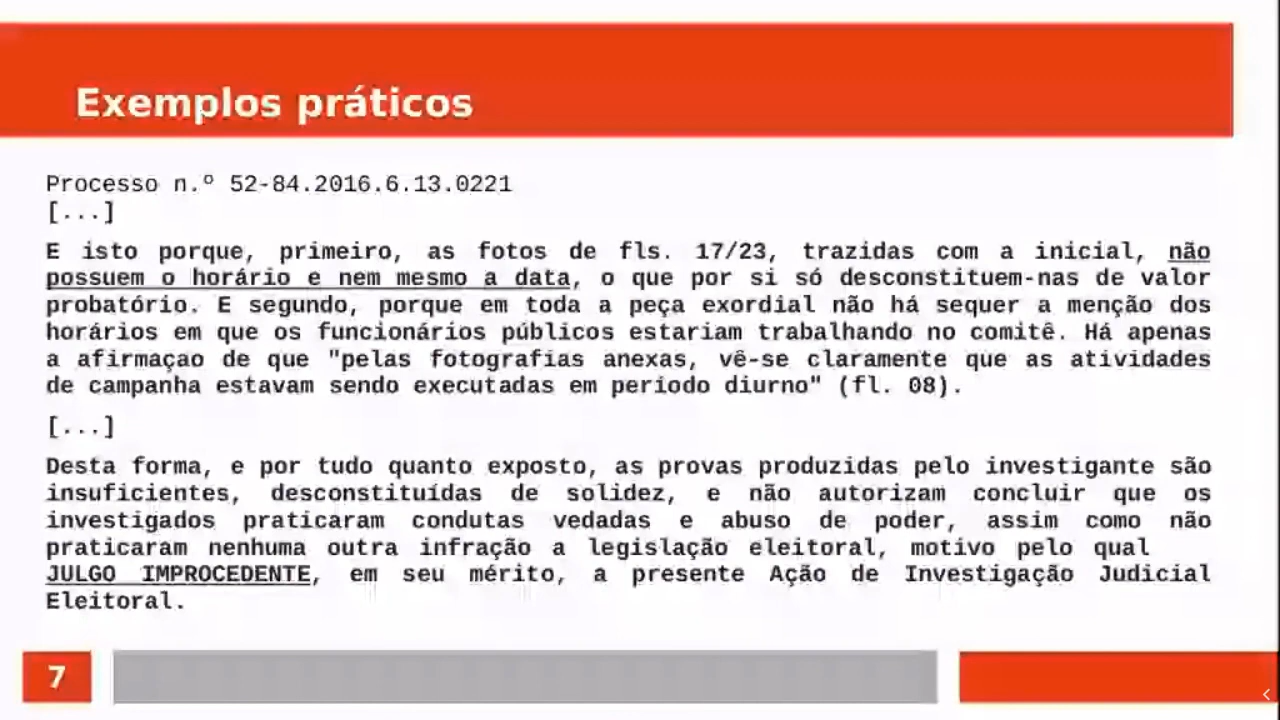 Exemplos práticos
Processo n.º 52-84.2016.6.13.0221
[...]
E isto porque, primeiro, as fotos de fls. 17/23, trazidas com a inicial, não
possuem o horário e nem mesmo a data, o que por si só desconstituem-nas de valor
probatório. E segundo, porque em toda a peça exordial não há sequer a menção dos
horários em que os funcionários públicos estariam trabalhando no comitê. Há apenas
a afirmaçao de que "pelas fotografias anexas, vê-se claramente que as atividades
de campanha estavam sendo executadas em período diurno" (fl. 08).
[...]
Desta forma, e por tudo quanto exposto, as provas produzidas pelo investigante são
insuficientes, desconstituídas de solidez, e não autorizam concluir que os
investigados praticaram condutas vedadas e abuso de poder, assim como não
praticaram nenhuma outra infração a legislação eleitoral, motivo pelo qual
JULGO IMPROCEDENTE, em seu mérito, a presente Ação de Investigação Judicial
Eleitoral.
7